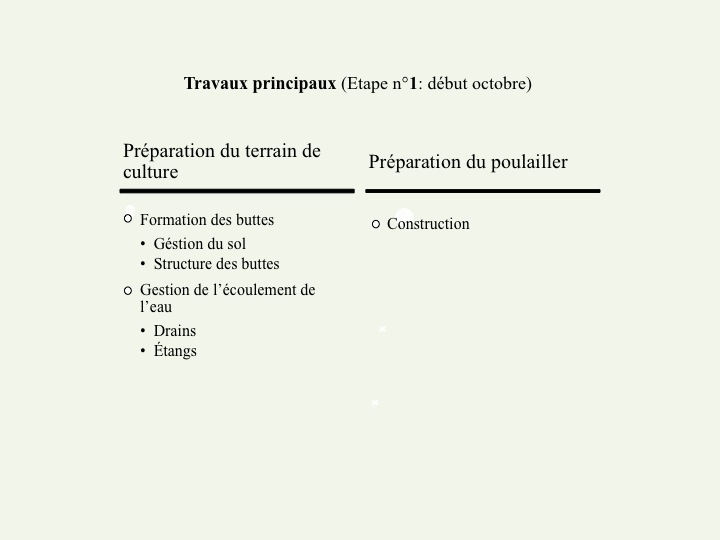 Travaux principaux (Etape n°1: début octobre)
Préparation du terrain de
culture
Formation des buttes
• Géstion du sol
• Structure des buttes
Gestion de l’écoulement de
l’eau
• Drains
• Étangs
Préparation du poulailler
Construction